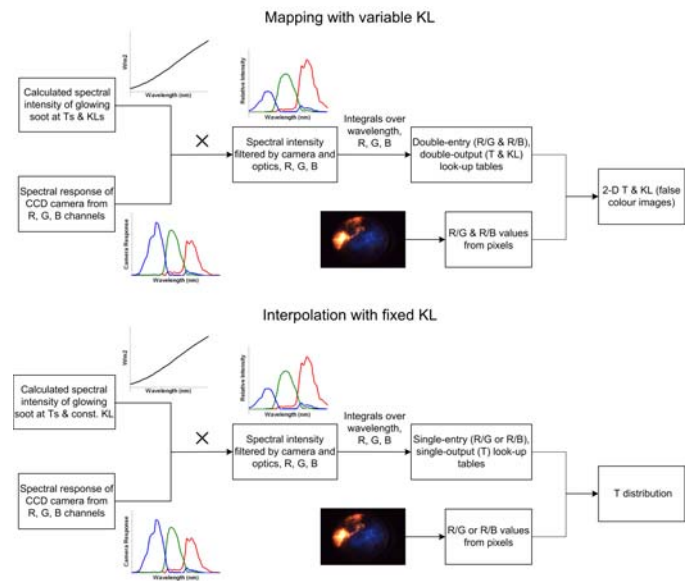 Mapping with variable KL
W/m2
Wavelength (nm)
Calculated spectral
intensity of glowing
soot at Ts & KLs
Relative Intensity
Wavelength (nm)
Integrals over
wavelength,
R, G, B
Spectral intensity
filtered by camera and
optics, R, G, B
Double-entry (R/G & R/B),
double-output (T & KL)
look-up tables
2-D T & KL (false
colour images)
Spectral response of
CCD camera from
R, G, B channels
Camera Response
Wavelength (nm)
R/G & R/B values
from pixels
Interpolation with fixed KL
W/m2
Wavelength (nm)
Calculated spectral
intensity of glowing
soot at Ts & const. KL
Relative Intensity
Wavelength (nm)
Integrals over
wavelength,
R, G, B
Spectral intensity
filtered by camera and
optics, R, G, B
Single-entry (R/G or R/B),
single-output (T) look-up
tables
T distribution
Spectral response of
CCD camera from
R, G, B channels
Camera Response
Wavelength (nm)
R/G or R/B values
from pixels